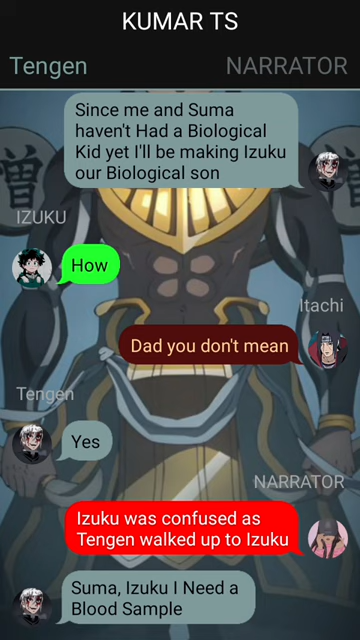 KUMAR TS
Tengen
NARRATOR
Since me and Suma
haven't Had a Biological
Kid yet I'll be making Izuku
our Biological son
IZUKU
How
Itachi
Dad you don't mean
Tengen
Yes
NARRATOR
Izuku was confused as
Tengen walked up to Izuku
Suma, Izuku I Need a
Blood Sample
憎
憎